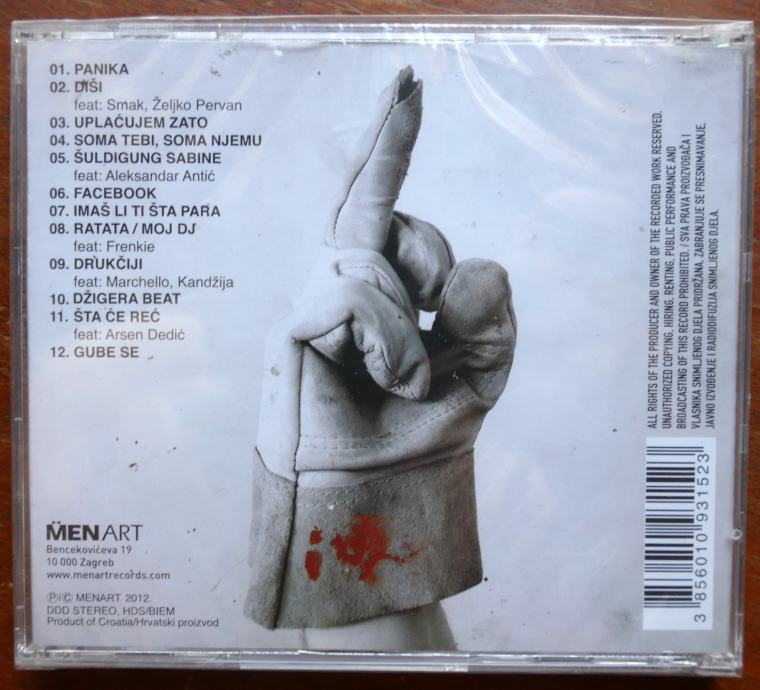 01. PANIKA
02. DIŠI
feat: Smak, Željko Pervan
03. UPLAĆUJEM ZATO
04. SOMA TEBI, SOMA NJEMU
05. ŠULDIGUNG SABINE
feat: Aleksandar Antić
06. FACEBOOK
07. IMAŠ LI TI ŠTA PARA
08. RATATA / MOJ DJ
feat: Frenkie
09. DRUKČIJI
feat: Marchello, Kandžija
10. DŽIGERA BEAT
11. ŠTA ĆE REĆ
feat: Arsen Dedić
12. GUBE SE
MENART
Bencekovićeva 19
10 000 Zagreb
www.menartrecords.com
℗©MENART 2012.
DDD STEREO, HDS/BIEM
Product of Croatia/Hrvatski proizvod
ALL RIGHTS OF THE PRODUCER AND OWNER OF THE RECORDED WORK RESERVED.
UNAUTHORIZED COPYING, HIRING, RENTING, PUBLIC PERFORMANCE AND
BROADCASTING OF THIS RECORD PROHIBITED. / SVA PRAVA PROIZVOĐAČA I
VLASNIKA SNIMLJENOG DJELA PRIDRŽANA, ZABRANJUJE SE PRESNIMAVANJE,
JAVNO IZVOĐENJE I RADIODIFUZIJA SNIMLJENOG DJELA.
3 856010 931523